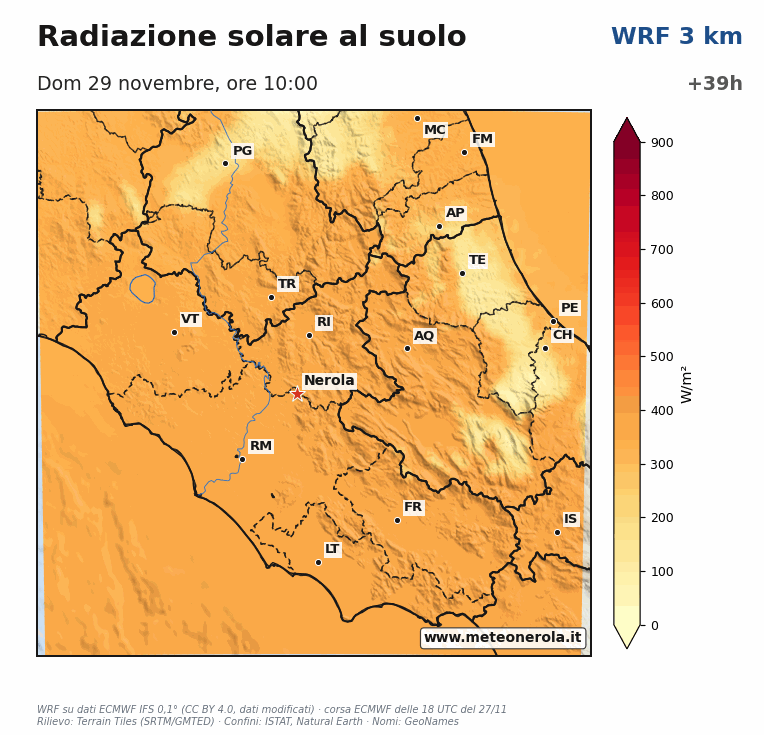 Radiazione solare al suolo
WRF 3 km
Dom 29 novembre, ore 10:00
+39h
MC
FM
PG
AP
TE
TR
PE
VT
RI
CH
AQ
Nerola
RM
FR
IS
LT
www.meteonerola.it
900
800
700
600
500
400
300
200
100
0
W/m²
WRF su dati ECMWF IFS 0,1° (CC BY 4.0, dati modificati) · corsa ECMWF delle 18 UTC del 27/11
Rilievo: Terrain Tiles (SRTM/GMTED) · Confini: ISTAT, Natural Earth · Nomi: GeoNames